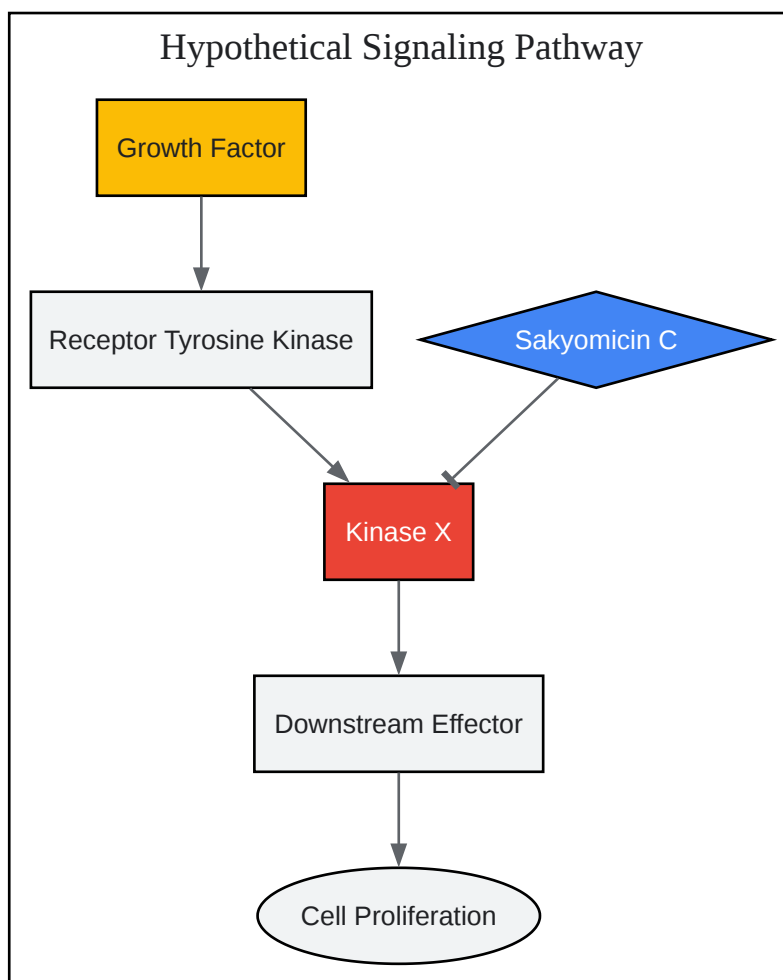 Hypothetical Signaling Pathway
Growth Factor
Receptor Tyrosine Kinase
Sakyomicin C
Kinase X
Downstream Effector
Cell Proliferation